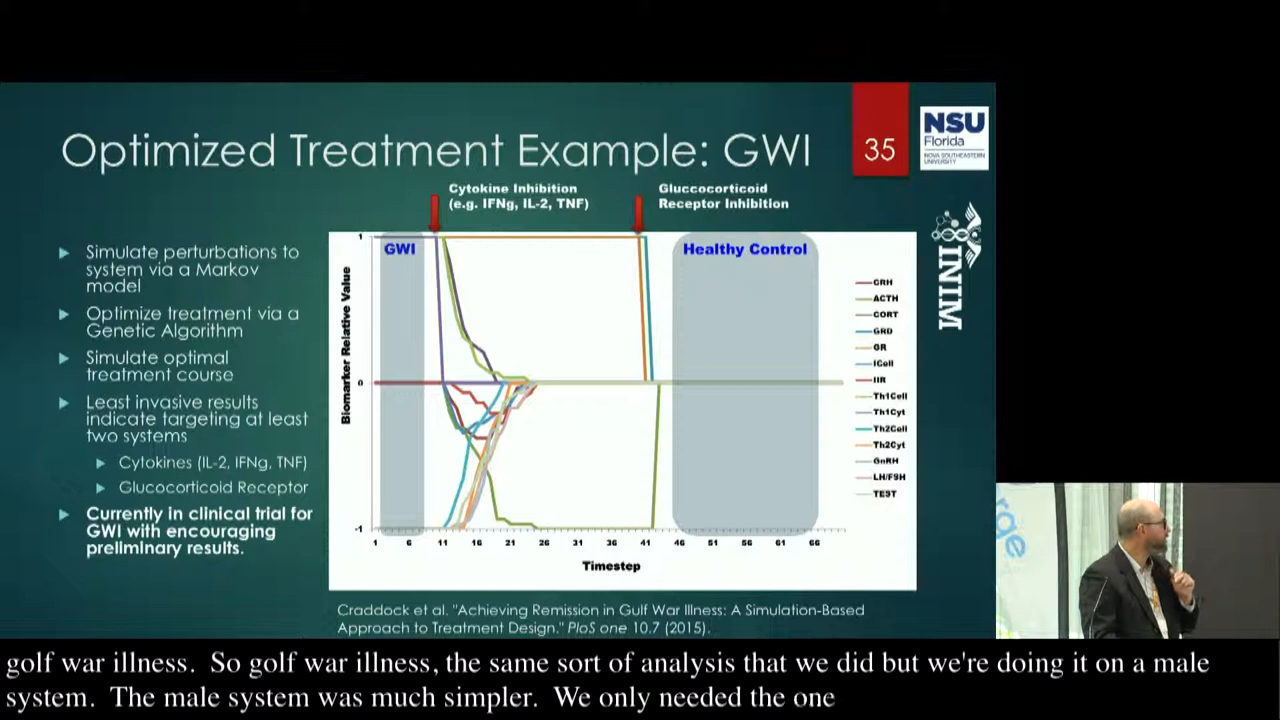 Optimized Treatment Example: GWI
35
NSU
Florida
NOVA SOUTHEASTERN
UNIVERSITY
INIM
Simulate perturbations to
system via a Markov
model
Optimize treatment via a
Genetic Algorithm
Simulate optimal
treatment course
Least invasive results
indicate targeting at least
two systems
Cytokines (IL-2, IFNg, TNF)
Glucocorticoid Receptor
Currently in clinical trial for
GWI with encouraging
preliminary results.
Cytokine Inhibition
(e.g. IFNg, IL-2, TNF)
Gluccocorticoid
Receptor Inhibition
GWI
Healthy Control
Biomarker Relative Value
1
0
-1
1 6 11 16 21 26 31 36 41 46 51 56 61 66
Timestep
CRH
ACTH
CORT
GRD
GR
ICell
IIR
Th1Cell
Th1Cyt
Th2Cell
Th2Cyt
GnRH
LH/FSH
TEST
Craddock et al. "Achieving Remission in Gulf War Illness: A Simulation-Based
Approach to Treatment Design." PloS one 10.7 (2015).
rge
golf war illness.  So golf war illness, the same sort of analysis that we did but we're doing it on a male
system.  The male system was much simpler.  We only needed the one